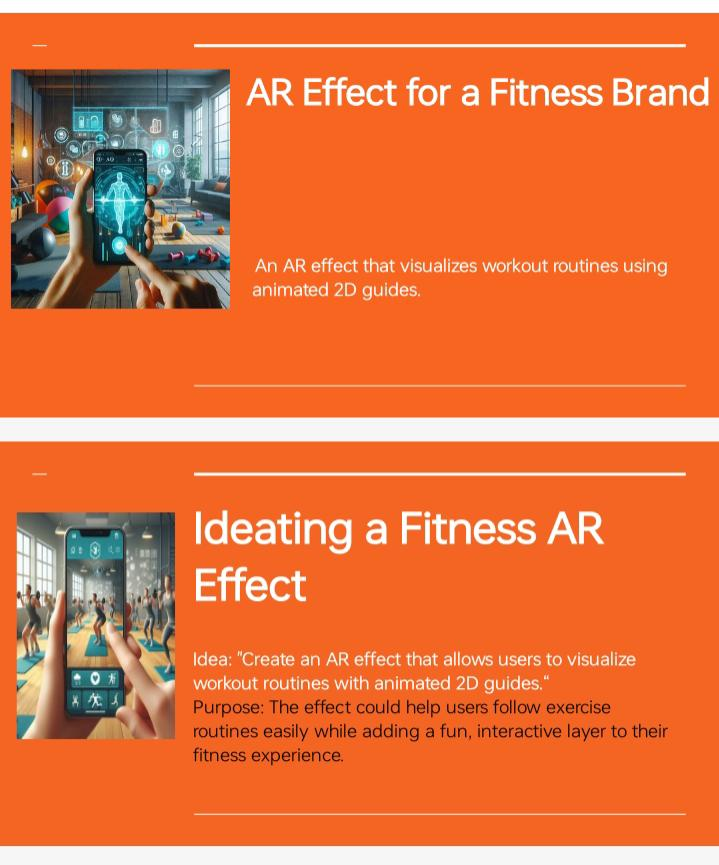 AR Effect for a Fitness Brand
An AR effect that visualizes workout routines using
animated 2D guides.
Ideating a Fitness AR
Effect
Idea: "Create an AR effect that allows users to visualize
workout routines with animated 2D guides."
Purpose: The effect could help users follow exercise
routines easily while adding a fun, interactive layer to their
fitness experience.